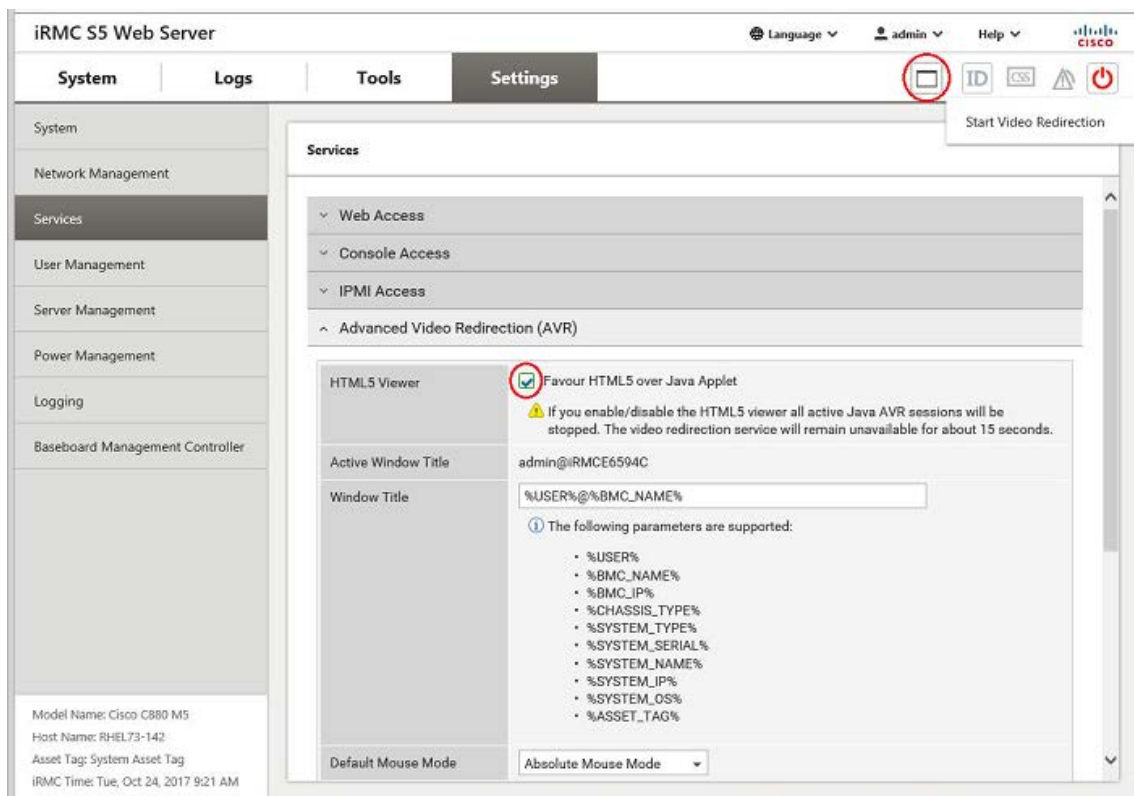 iRMC S5 Web Server
Language
admin
Help
CISCO
System
Logs
Tools
Settings
ID
CSS
Start Video Redirection
System
Network Management
Services
User Management
Server Management
Power Management
Logging
Baseboard Management Controller
Services
Web Access
Console Access
IPMI Access
Advanced Video Redirection (AVR)
HTML5 Viewer
Favour HTML5 over Java Applet
If you enable/disable the HTML5 viewer all active Java AVR sessions will be
stopped. The video redirection service will remain unavailable for about 15 seconds.
Active Window Title
admin@iRMCE6594C
Window Title
%USER%@%BMC_NAME%
The following parameters are supported:
• %USER%
• %BMC_NAME%
• %BMC_IP%
• %CHASSIS_TYPE%
• %SYSTEM_TYPE%
• %SYSTEM_SERIAL%
• %SYSTEM_NAME%
• %SYSTEM_IP%
• %SYSTEM_OS%
• %ASSET_TAG%
Default Mouse Mode
Absolute Mouse Mode
Model Name: Cisco C880 M5
Host Name: RHEL73-142
Asset Tag: System Asset Tag
iRMC Time: Tue, Oct 24, 2017 9:21 AM